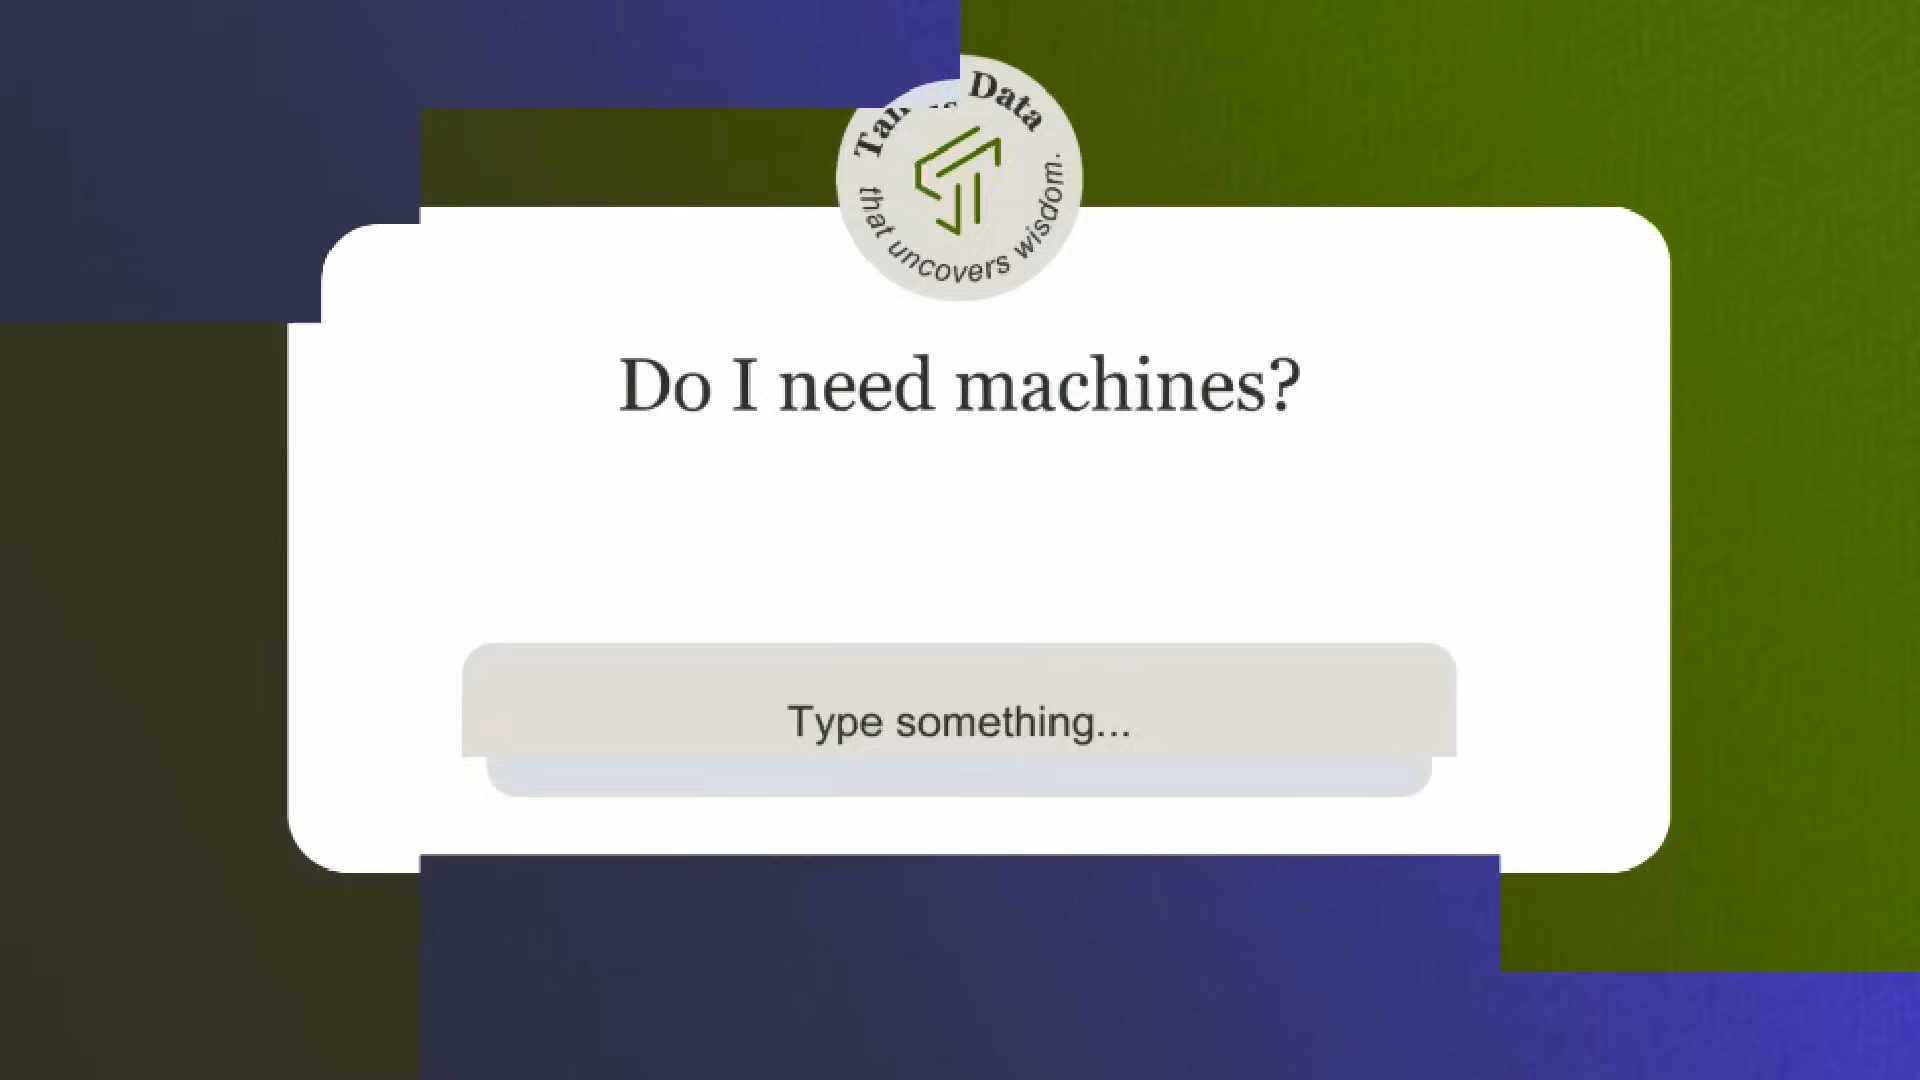 Data
that uncovers wisdom.
Do I need machines?
Type something...